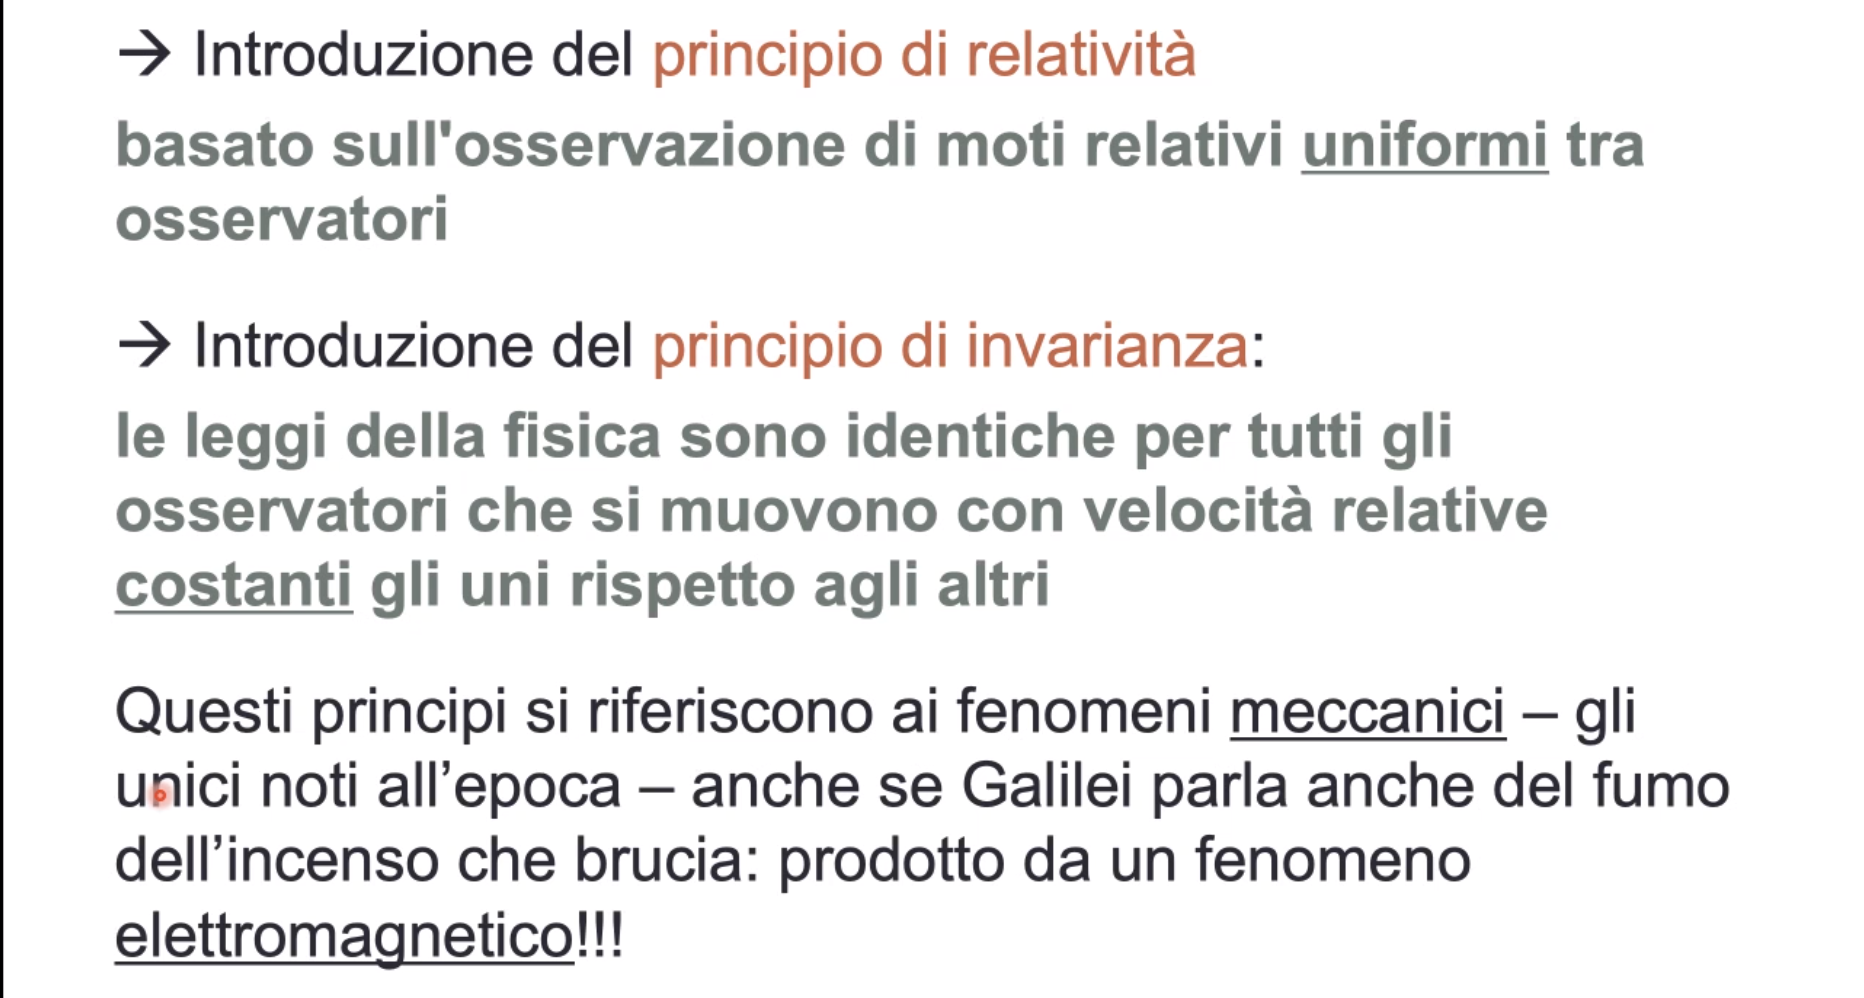 → Introduzione del principio di relatività
basato sull'osservazione di moti relativi uniformi tra
osservatori
→ Introduzione del principio di invarianza:
le leggi della fisica sono identiche per tutti gli
osservatori che si muovono con velocità relative
costanti gli uni rispetto agli altri
Questi principi si riferiscono ai fenomeni meccanici – gli
unici noti all’epoca – anche se Galilei parla anche del fumo
dell’incenso che brucia: prodotto da un fenomeno
elettromagnetico!!!